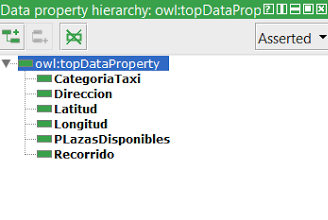 Data property hierarchy: owl:topDataProp
Asserted
owl:topDataProperty
CategoriaTaxi
Direccion
Latitud
Longitud
PLazasDisponibles
Recorrido